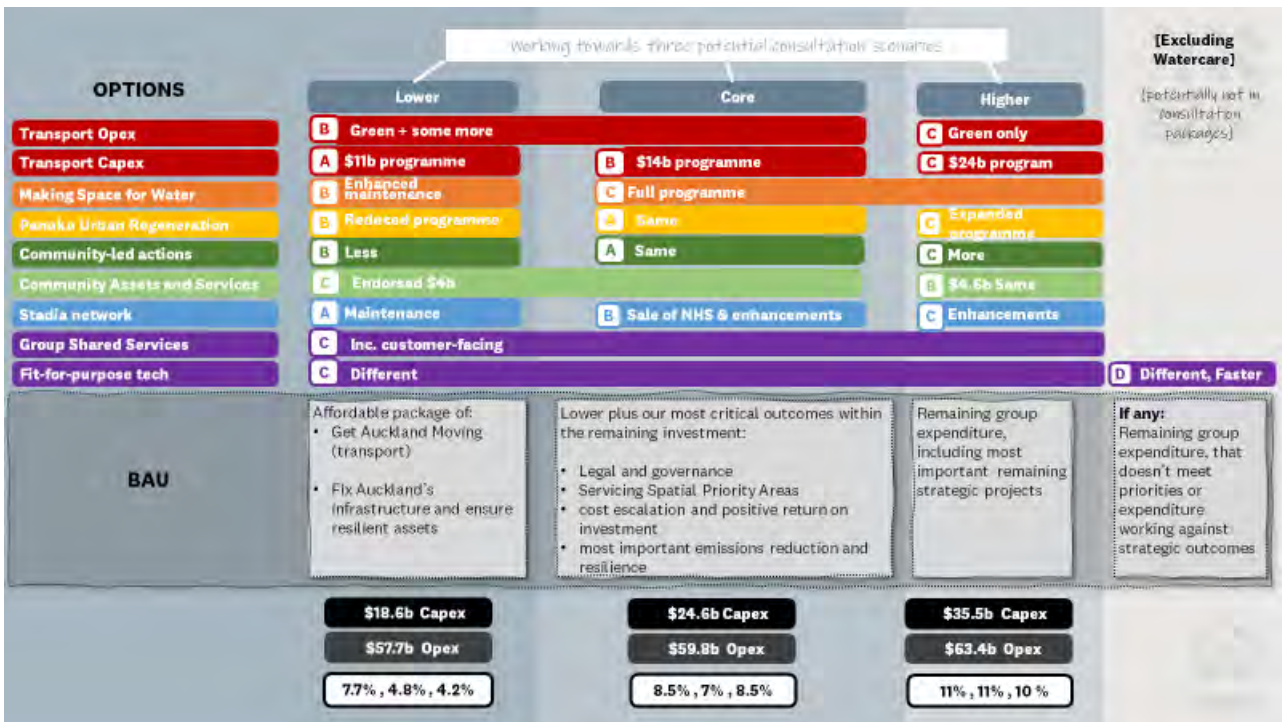 Working towards three potential consultation scenarios
[Excluding
Watercare]
(potentially not in
consultation
packages)
OPTIONS
Lower
Core
Higher
Transport Opex
B Green + some more
C Green only
Transport Capex
A $11b programme
B $14b programme
C $24b program
Making Space for Water
B Enhanced
maintenance
C Full programme
Panuku Urban Regeneration
B Reduced programme
Same
C Expanded
programme
Community-led actions
B Less
A Same
C More
Community Assets and Services
C Endorsed $4b
B $4.6b Same
Stadia network
A Maintenance
B Sale of NHS & enhancements
C Enhancements
Group Shared Services
C Inc. customer-facing
Fit-for-purpose tech
C Different
D Different, Faster
BAU
Affordable package of:
• Get Auckland Moving
(transport)
• Fix Auckland's
infrastructure and ensure
resilient assets
Lower plus our most critical outcomes within
the remaining investment:
• Legal and governance
• Servicing Spatial Priority Areas
• cost escalation and positive return on
investment
• most important emissions reduction and
resilience
Remaining group
expenditure,
including most
important remaining
strategic projects
If any:
Remaining group
expenditure, that
doesn't meet
priorities or
expenditure
working against
strategic outcomes
$18.6b Capex
$24.6b Capex
$35.5b Capex
$57.7b Opex
$59.8b Opex
$63.4b Opex
7.7% , 4.8% , 4.2%
8.5% , 7% , 8.5%
11% , 11% , 10 %